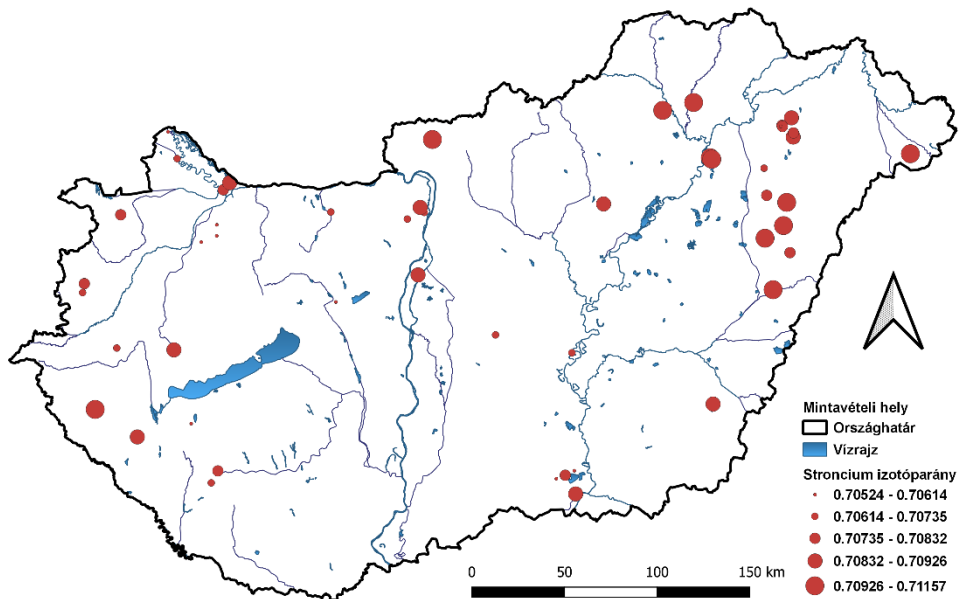 Mintavételi hely
Országhatár
Vízrajz
Stroncium izotóparány
0.70524 - 0.70614
0.70614 - 0.70735
0.70735 - 0.70832
0.70832 - 0.70926
0.70926 - 0.71157
0 50 100 150 km